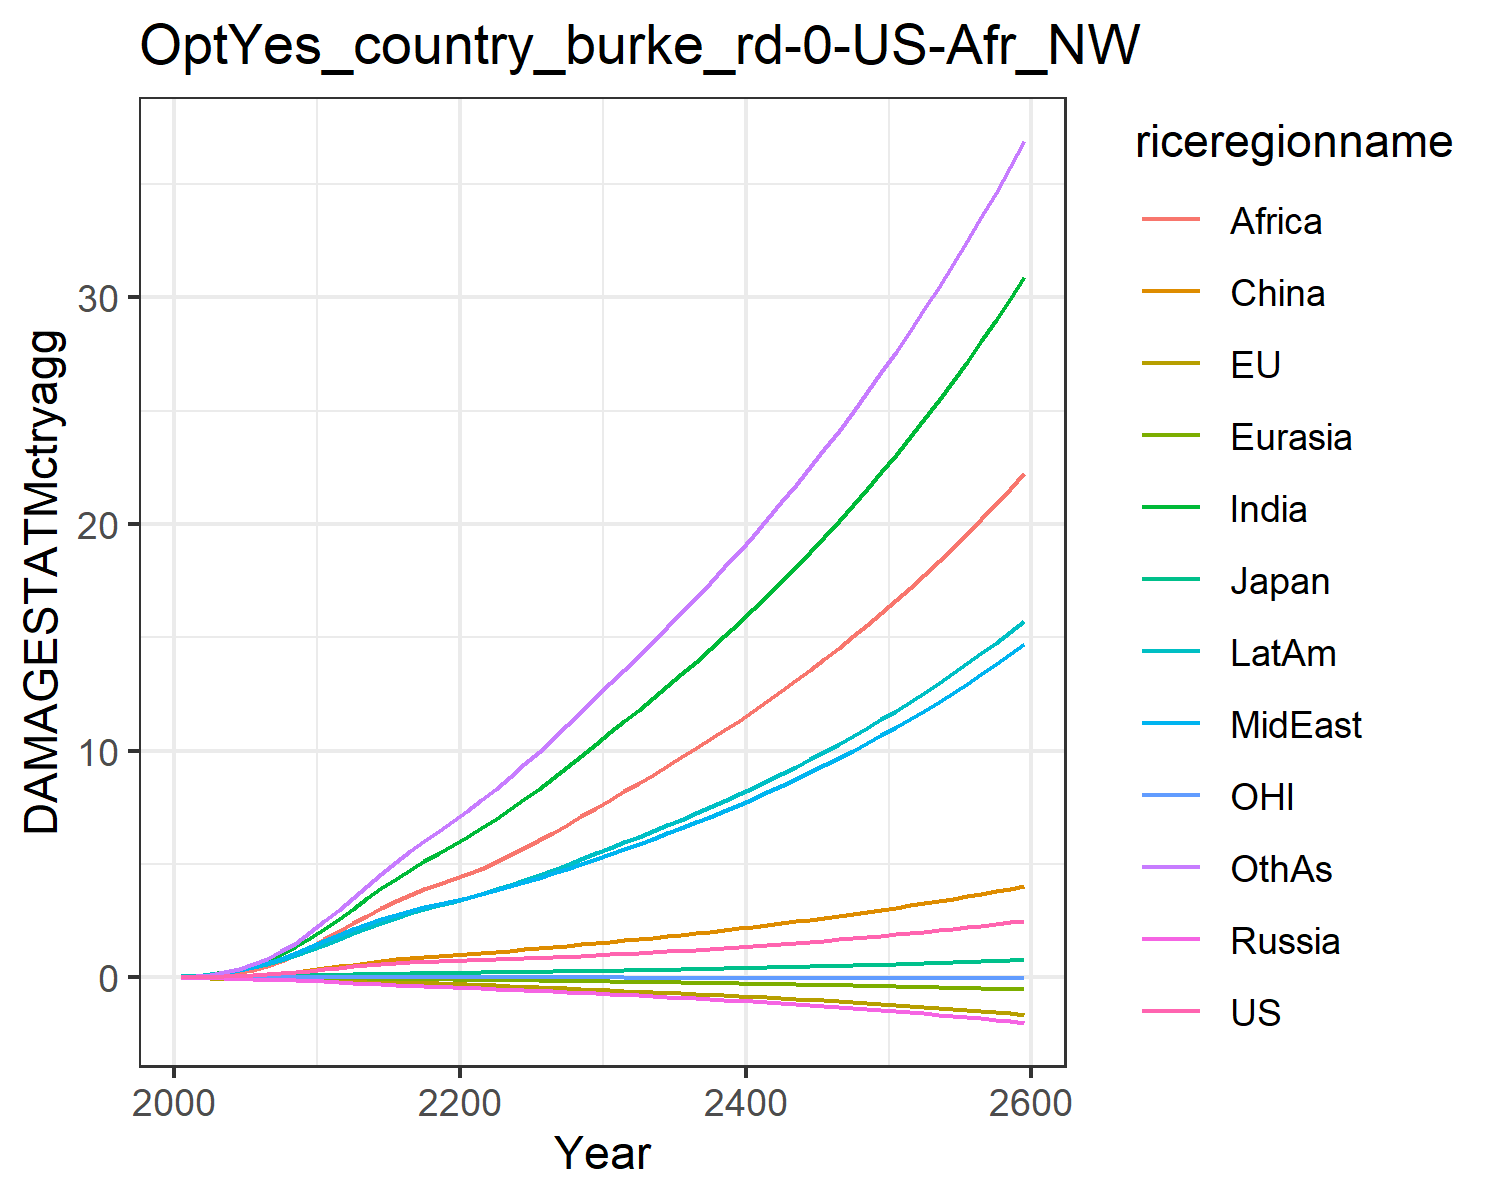 OptYes_country_burke_rd-0-US-Afr_NW
DAMAGESTATMctryagg
30
20
10
0
2000
2200
2400
2600
Year
riceregionname
Africa
China
EU
Eurasia
India
Japan
LatAm
MidEast
OHI
OthAs
Russia
US